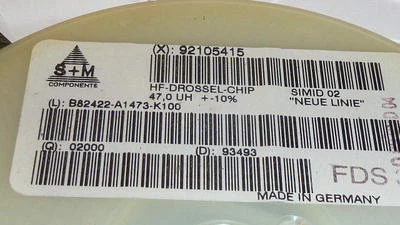 (X): 92105415
S+M
COMPONENTS
HF-DROSSEL-CHIP SIMID 02
47,0 UH +-10% "NEUE LINIE"
(L): B82422-A1473-K100
(Q): 02000 (D): 93493
FDS
MADE IN GERMANY